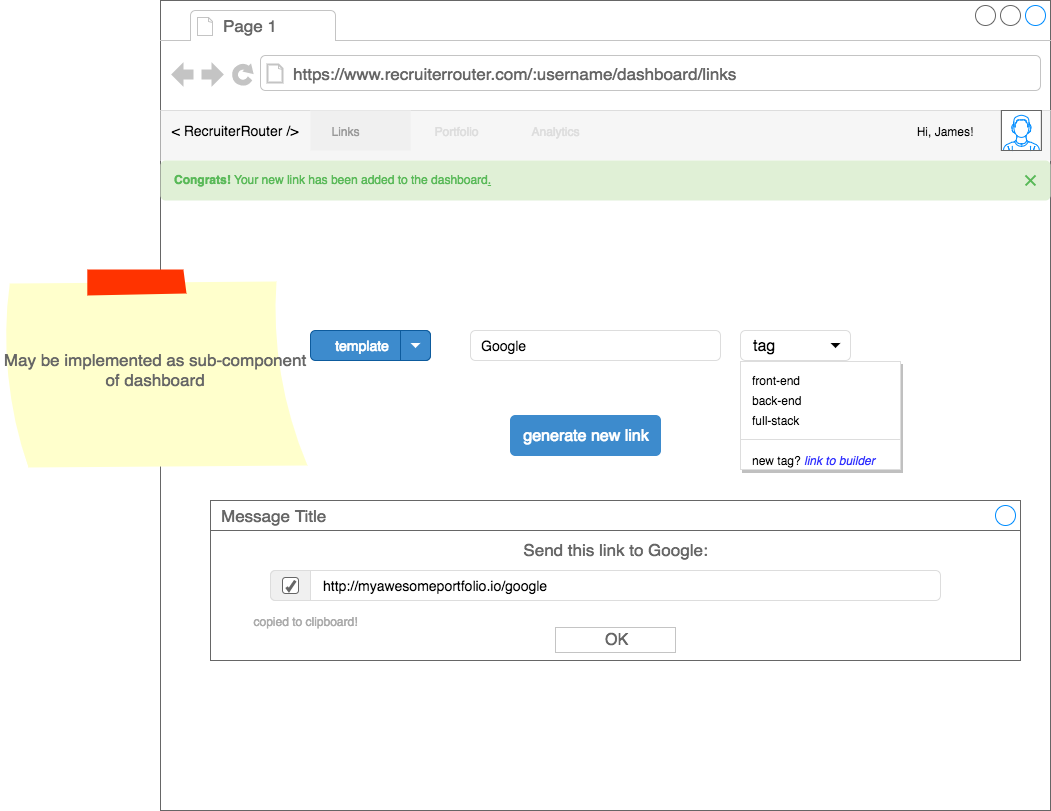 Page 1
https://www.recruiterrouter.com/:username/dashboard/links
< RecruiterRouter /> Links Portfolio Analytics Hi, James!
Congrats! Your new link has been added to the dashboard.
May be implemented as sub-component
of dashboard
template Google tag
front-end
back-end
full-stack
new tag? link to builder
generate new link
Message Title
Send this link to Google:
http://myawesomeportfolio.io/google
copied to clipboard!
OK